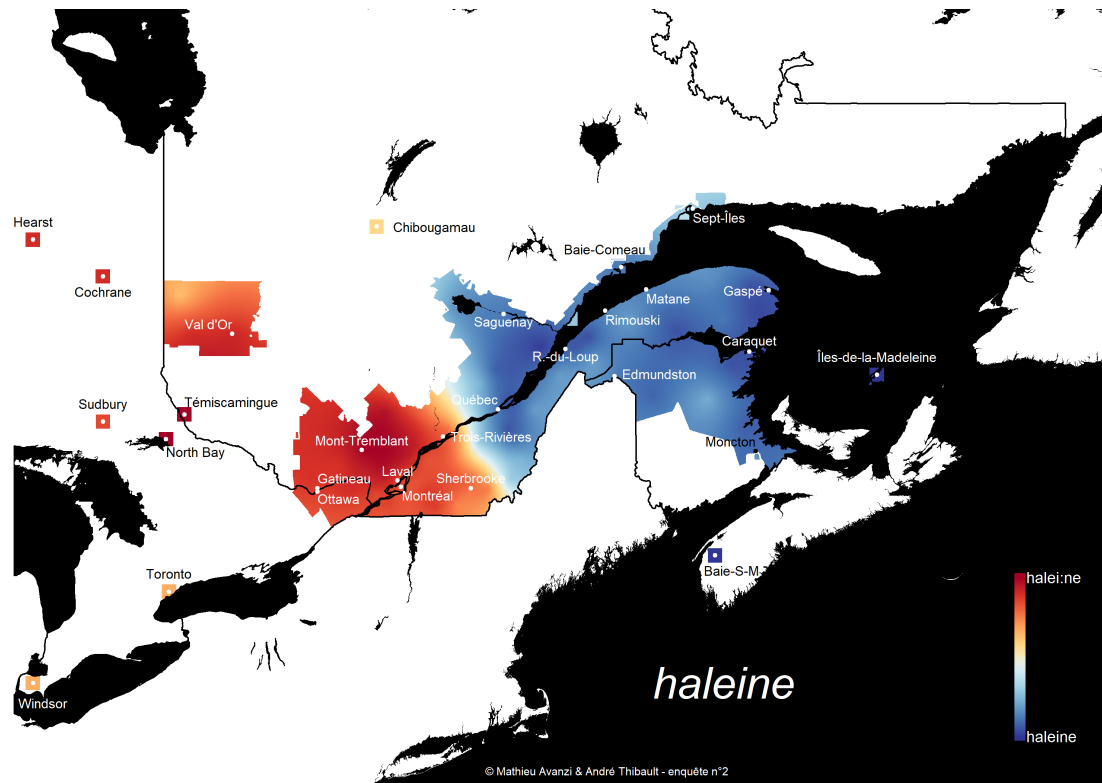 Hearst
Chibougamau
Sept-Îles
Baie-Comeau
Cochrane
Matane
Gaspé
Val d'Or
Saguenay
Rimouski
Caraquet
R.-du-Loup
Îles-de-la-Madeleine
Edmundston
Sudbury
Témiscamingue
Québec
Mont-Tremblant
Trois-Rivières
Moncton
North Bay
Laval
Sherbrooke
Gatineau
Montréal
Ottawa
Toronto
Baie-S-M-
halei:ne
haleine
Windsor
haleine
© Mathieu Avanzi & André Thibault - enquête n°2